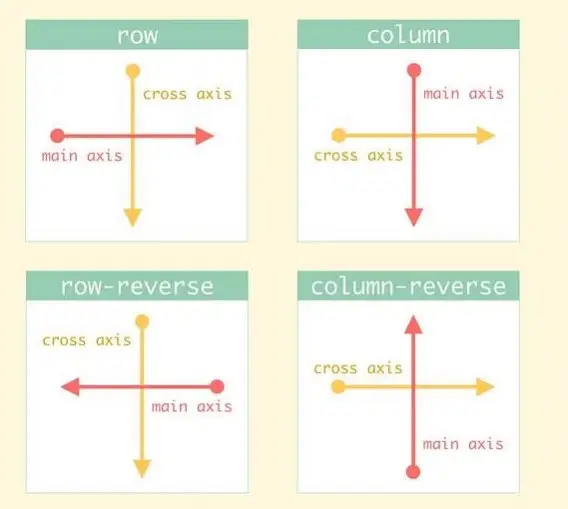 row
cross axis
main axis
column
main axis
cross axis
row-reverse
cross axis
main axis
column-reverse
cross axis
main axis